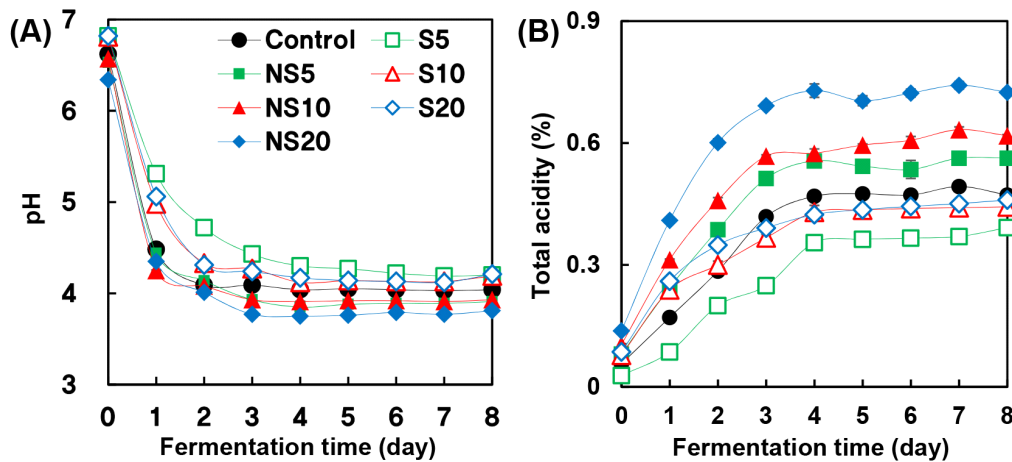 (A)
7
6
5
4
3
pH
Control
S5
NS5
S10
NS10
S20
NS20
0 1 2 3 4 5 6 7 8
Fermentation time (day)
(B)
0.9
0.6
0.3
0
Total acidity (%)
0 1 2 3 4 5 6 7 8
Fermentation time (day)